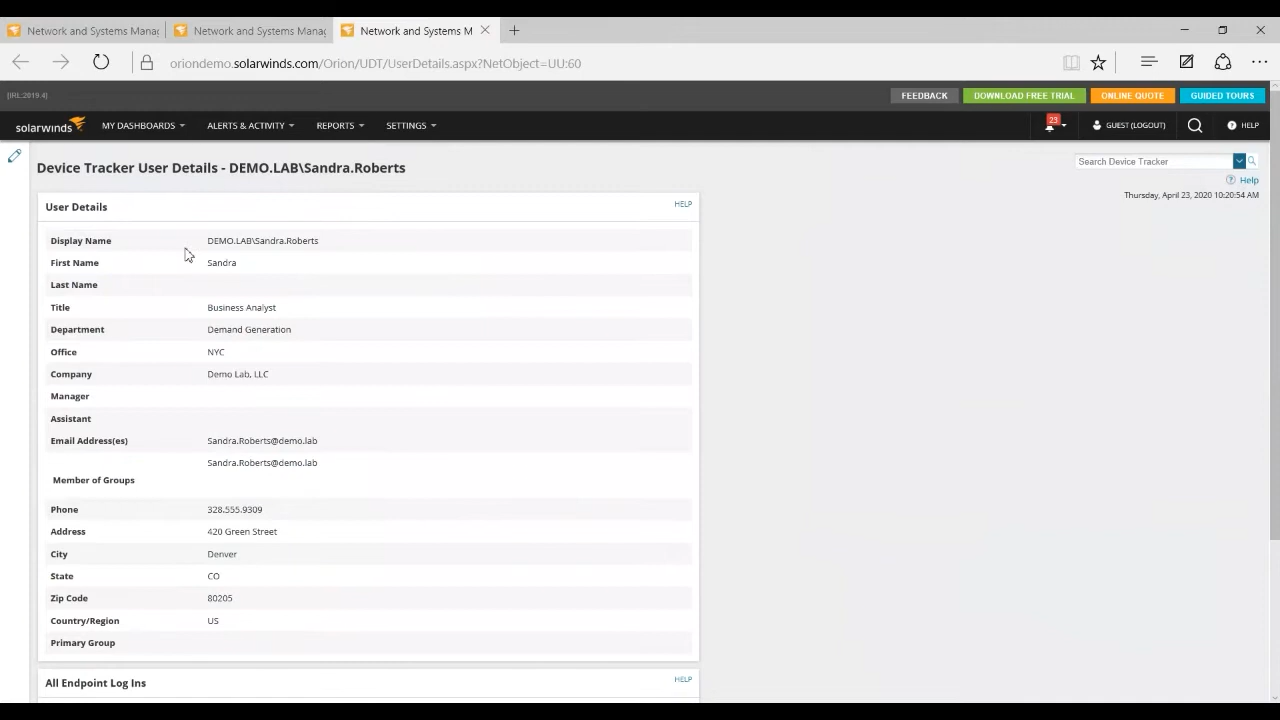 Network and Systems Manag
Network and Systems Manag
Network and Systems M
oriondemo.solarwinds.com/Orion/UDT/UserDetails.aspx?NetObject=UU:60
[IRL:2019.4]
FEEDBACK
DOWNLOAD FREE TRIAL
ONLINE QUOTE
GUIDED TOURS
solarwinds
MY DASHBOARDS
ALERTS & ACTIVITY
REPORTS
SETTINGS
23
GUEST (LOGOUT)
HELP
Device Tracker User Details - DEMO.LAB\Sandra.Roberts
Search Device Tracker
Help
Thursday, April 23, 2020 10:20:54 AM
User Details
HELP
Display Name DEMO.LAB\Sandra.Roberts
First Name Sandra
Last Name
Title Business Analyst
Department Demand Generation
Office NYC
Company Demo Lab, LLC
Manager
Assistant
Email Address(es) Sandra.Roberts@demo.lab
Sandra.Roberts@demo.lab
Member of Groups
Phone 328.555.9309
Address 420 Green Street
City Denver
State CO
Zip Code 80205
Country/Region US
Primary Group
All Endpoint Log Ins
HELP